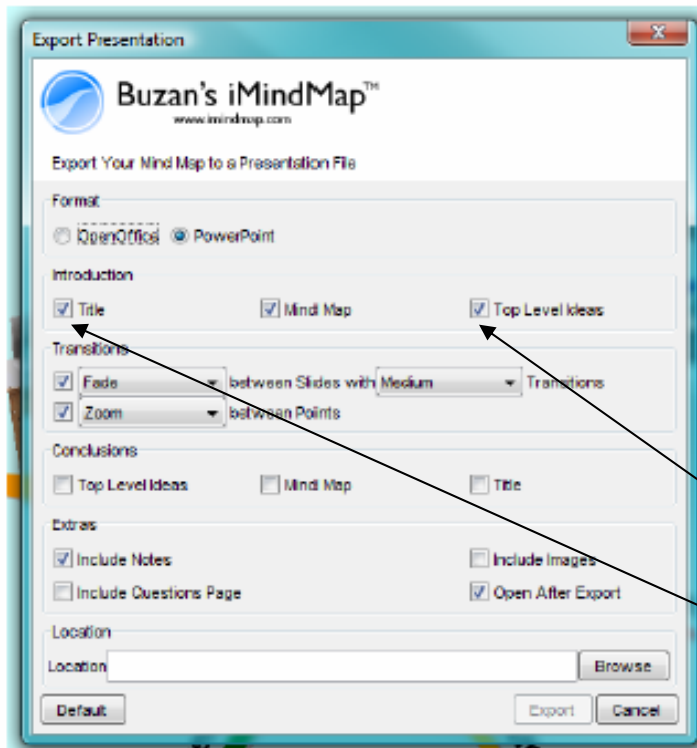 Export Presentation
Buzan's iMindMap™
www.imindmap.com
Export Your Mind Map to a Presentation File
Format
OpenOffice PowerPoint
Introduction
Title Mind Map Top Level Ideas
Transitions
Fade between Slides with Medium Transitions
Zoom between Points
Conclusions
Top Level Ideas Mind Map Title
Extras
Include Notes Include Images
Include Questions Page Open After Export
Location
Location Browse
Default Export Cancel